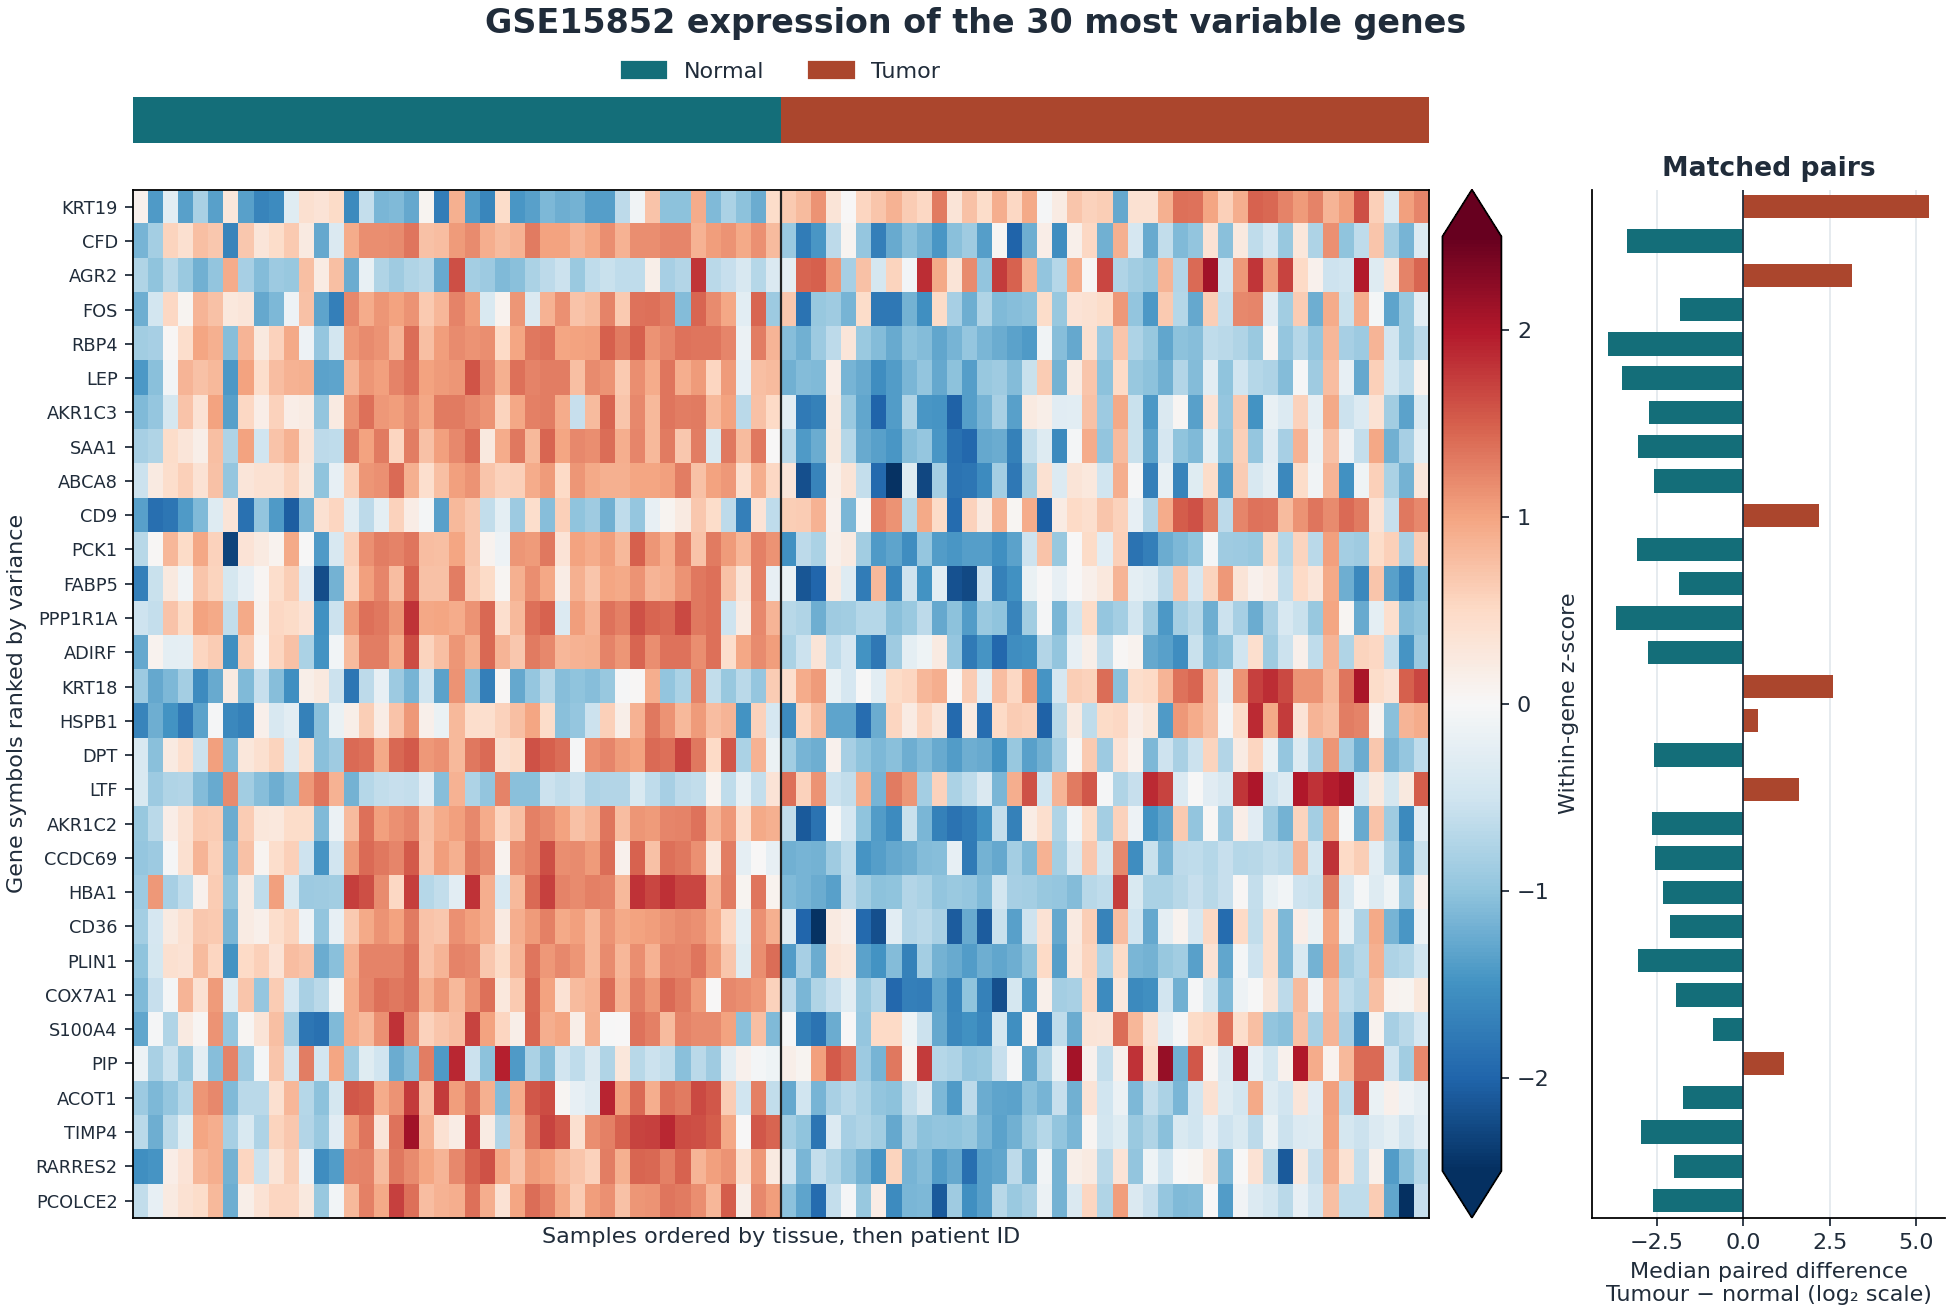 GSE15852 expression of the 30 most variable genes
Normal
Tumor
Matched pairs
Gene symbols ranked by variance
KRT19
CFD
AGR2
FOS
RBP4
LEP
AKR1C3
SAA1
ABCA8
CD9
PCK1
FABP5
PPP1R1A
ADIRF
KRT18
HSPB1
DPT
LTF
AKR1C2
CCDC69
HBA1
CD36
PLIN1
COX7A1
S100A4
PIP
ACOT1
TIMP4
RARRES2
PCOLCE2
Samples ordered by tissue, then patient ID
2
1
0
−1
−2
Within-gene z-score
−2.5
0.0
2.5
5.0
Median paired difference
Tumour − normal (log₂ scale)